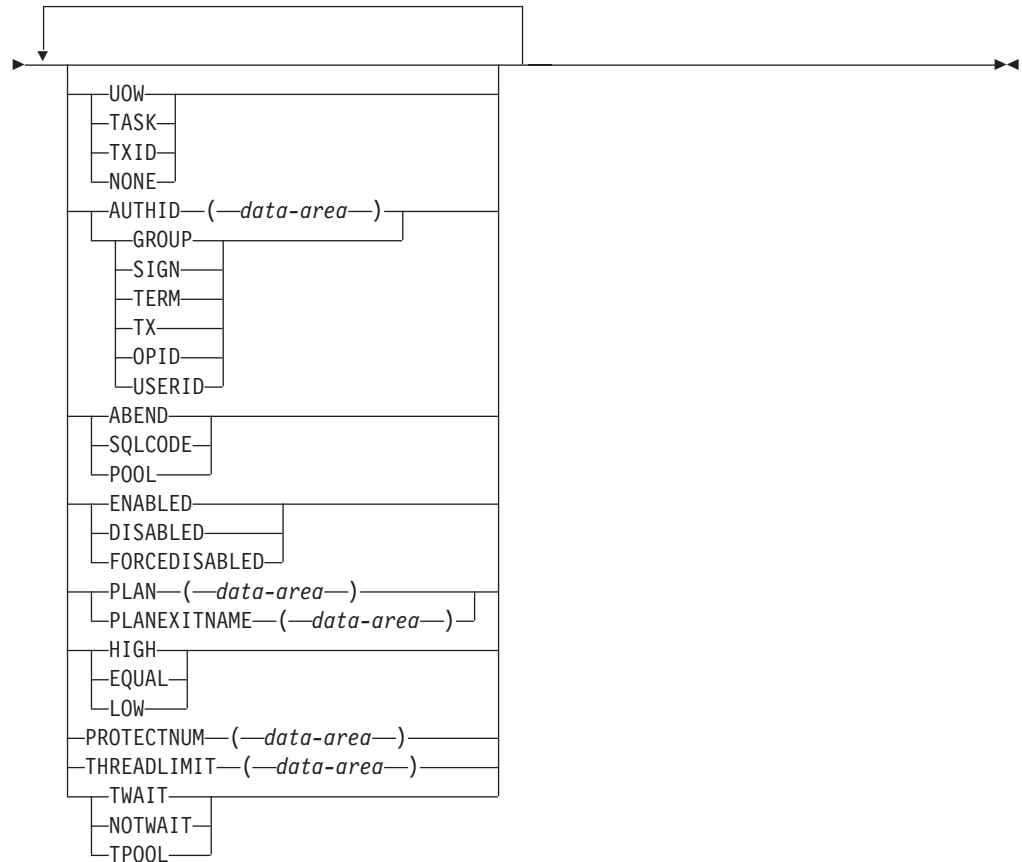 UOW
TASK
TXID
NONE
AUTHID ( data-area )
GROUP
SIGN
TERM
TX
OPID
USERID
ABEND
SQLCODE
POOL
ENABLED
DISABLED
FORCEDISABLED
PLAN ( data-area )
PLANEXITNAME ( data-area )
HIGH
EQUAL
LOW
PROTECTNUM ( data-area )
THREADLIMIT ( data-area )
TWAIT
NOTWAIT
TPOOL